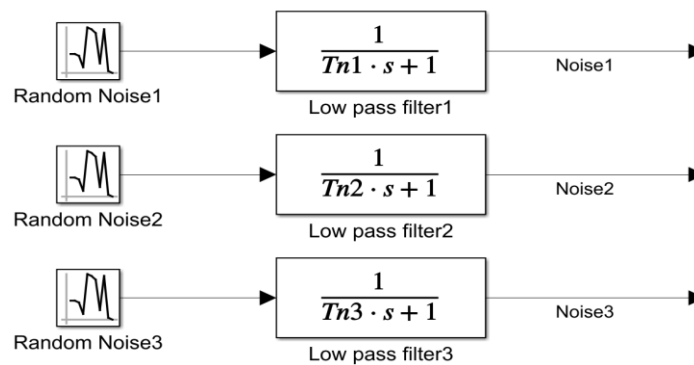 1
Tn1 · s + 1
Random Noise1
Low pass filter1
Noise1
1
Tn2 · s + 1
Random Noise2
Low pass filter2
Noise2
1
Tn3 · s + 1
Random Noise3
Low pass filter3
Noise3